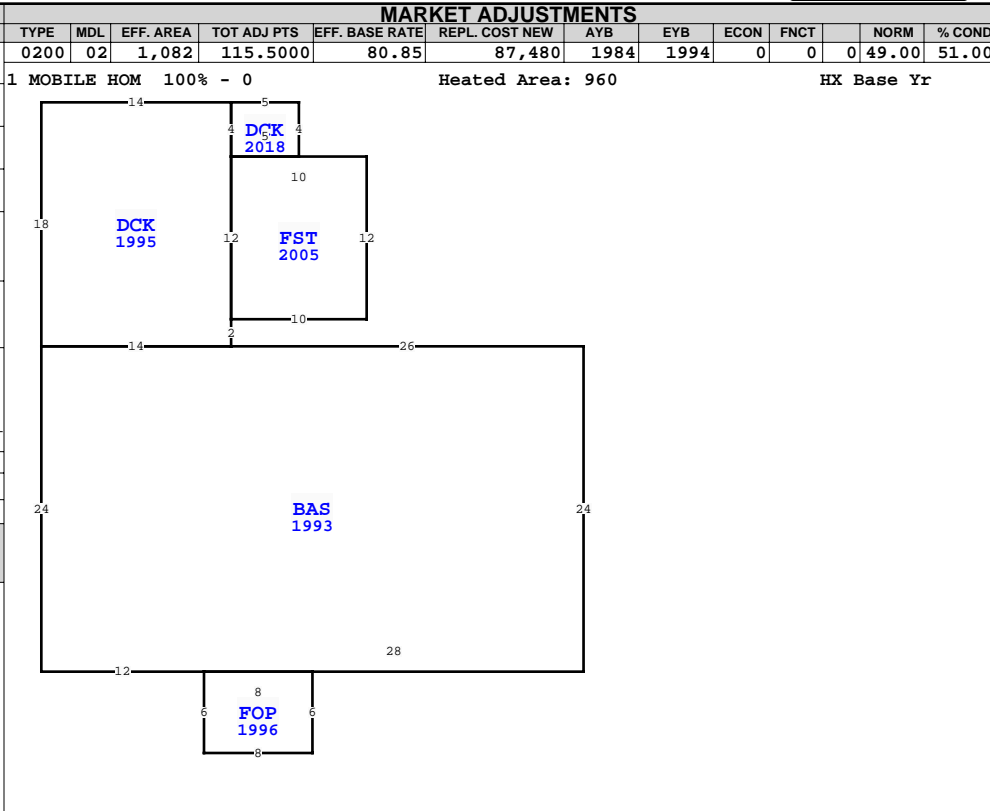 MARKET ADJUSTMENTS
TYPE MDL EFF. AREA TOT ADJ PTS EFF. BASE RATE REPL. COST NEW AYB EYB ECON FNCT NORM % COND
0200 02 1,082 115.5000 80.85 87,480 1984 1994 0 0 0 49.00 51.00
1 MOBILE HOM 100% - 0 Heated Area: 960 HX Base Yr
14 5
4 DCK 4
5
2018
10
18 DCK
1995
12 FST 12
2005
10
2
14 26
24 BAS 24
1993
28
12
8
6 FOP 6
1996
8